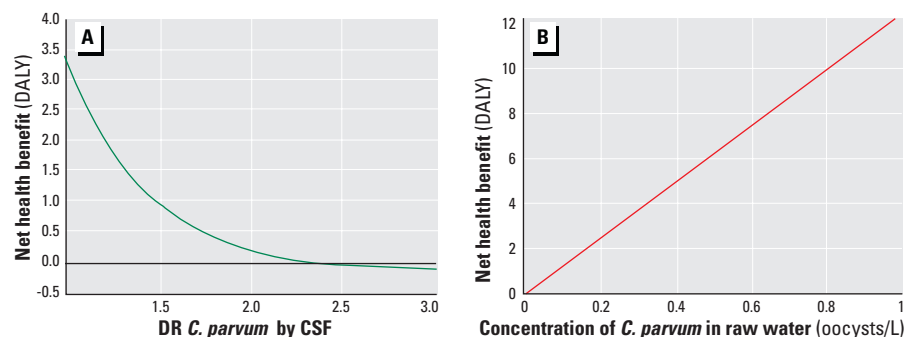 A
Net health benefit (DALY)
4.0
3.5
3.0
2.5
2.0
1.5
1.0
0.5
0.0
-0.5
1.5 2.0 2.5 3.0
DR C. parvum by CSF
B
Net health benefit (DALY)
12
10
8
6
4
2
0
0 0.2 0.4 0.6 0.8 1
Concentration of C. parvum in raw water (oocysts/L)